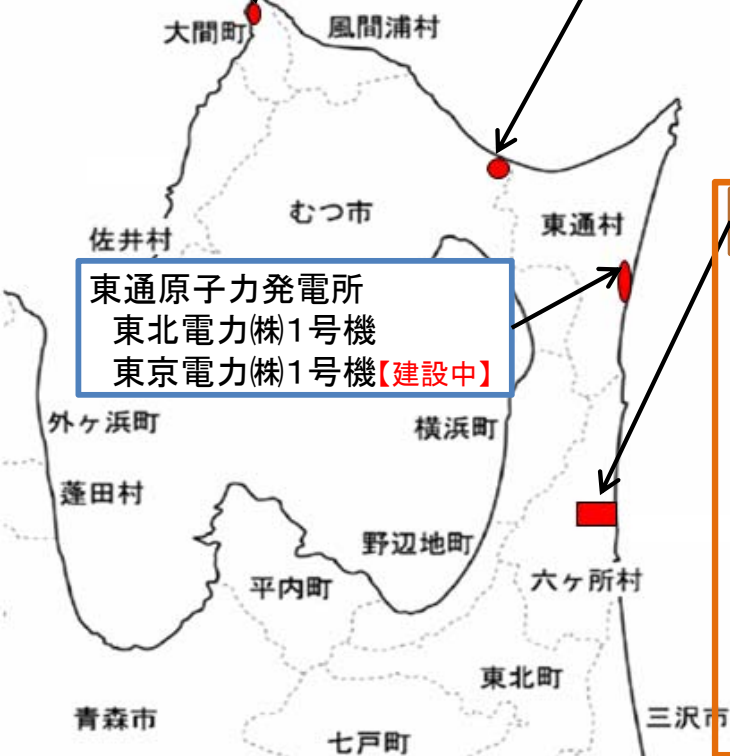 大間町
風間浦村
むつ市
東通村
佐井村
東通原子力発電所
東北電力㈱1号機
東京電力㈱1号機【建設中】
外ヶ浜町
横浜町
蓬田村
野辺地町
平内町
六ヶ所村
東北町
青森市
三沢市
七戸町